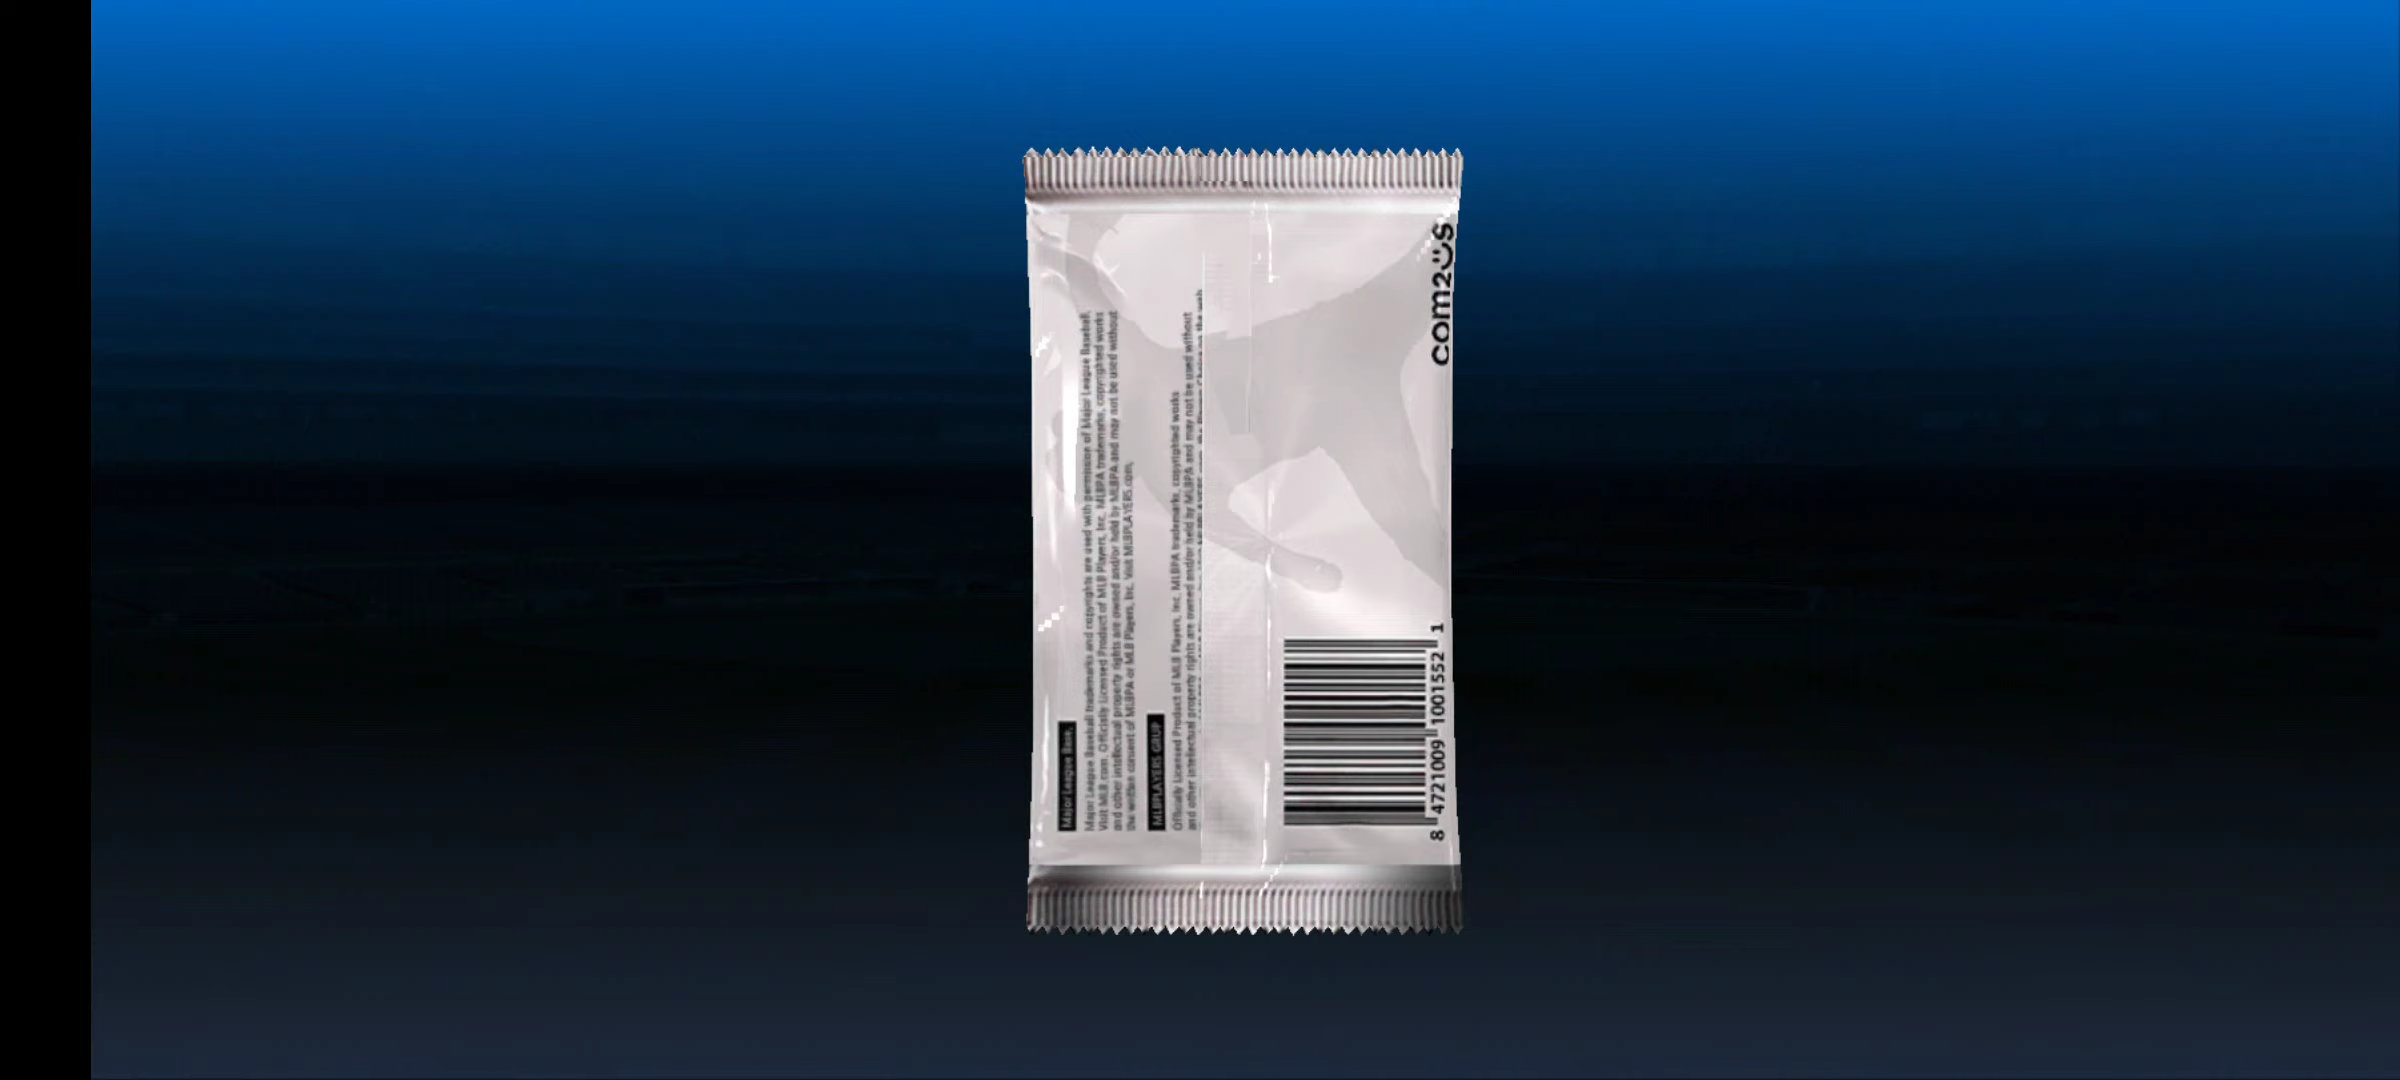 com2us
Major League Base.
Major League Baseball trademarks and copyrights are used with permission of Major League Baseball.
Visit MLB.com. Officially Licensed Product of MLB Players, Inc. MLBPA trademarks, copyrighted works
and other intellectual property rights are owned and/or held by MLBPA and may not be used without
the written consent of MLBPA or MLB Players, Inc. Visit MLBPLAYERS.com,
MLBPLAYERS GRUP
Officially Licensed Product of MLB Players, Inc. MLBPA trademarks, copyrighted works
and other intellectual property rights are owned and/or held by MLBPA and may not be used without
8 4721009 1001552 1